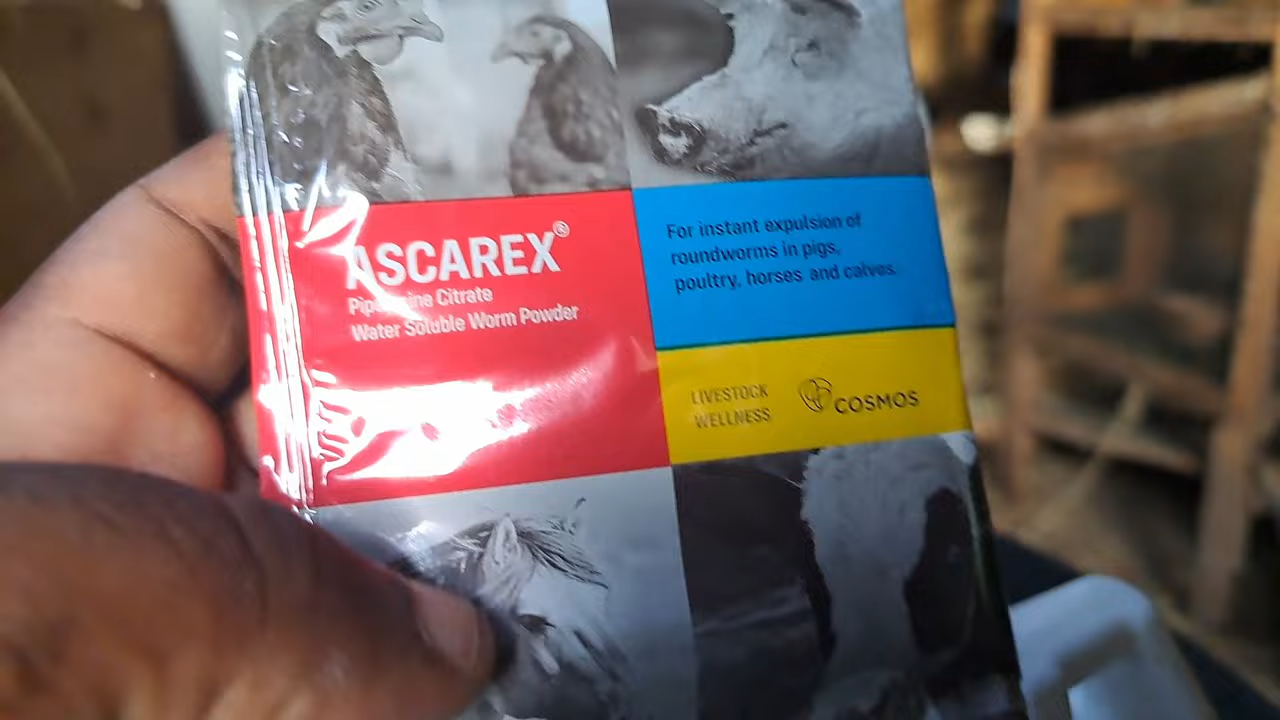 ASCAREX®
Citrate
Water Soluble Worm Powder
For instant expulsion of
roundworms in pigs,
poultry, horses and calves.
LIVESTOCK
WELLNESS
COSMOS